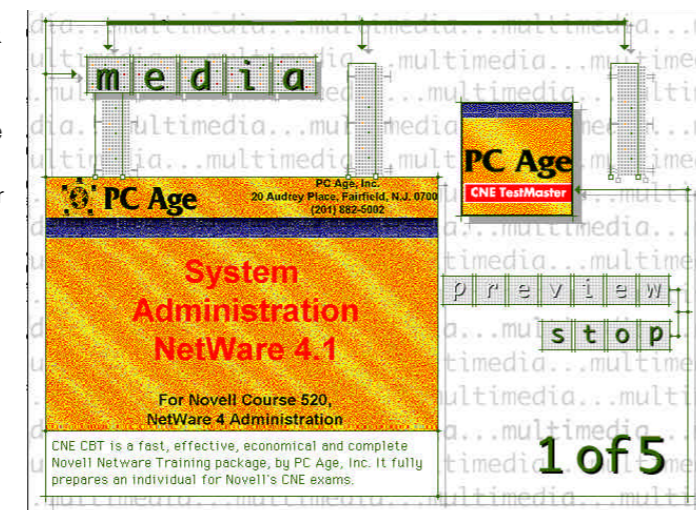 media
PC Age
PC Age, Inc.
20 Audrey Place, Fairfield, N.J. 0700
(201) 882-5002
System
Administration
NetWare 4.1
For Novell Course 520,
NetWare 4 Administration
CNE CBT is a fast, effective, economical and complete
Novell Netware Training package, by PC Age, Inc. It fully
prepares an individual for Novell's CNE exams.
PC Age
CNE TestMaster
preview
stop
1 of 5